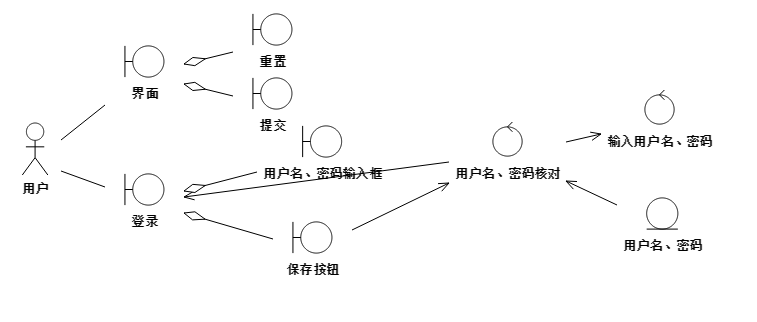 重置
界面
提交
输入用户名、密码
用户名、密码输入框
用户名、密码核对
用户
登录
用户名、密码
保存按钮